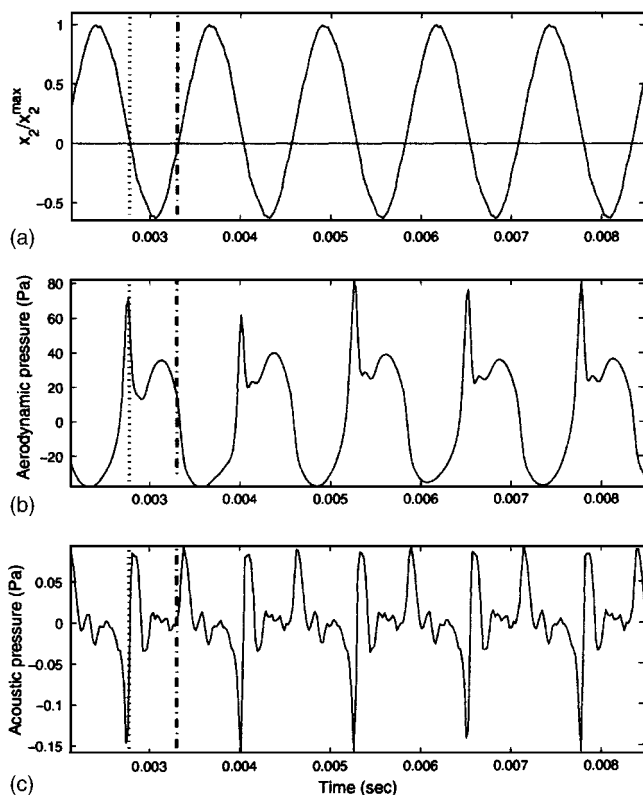 1
0.5
0
−0.5
x₂/x₂ᵐᵃˣ
0.003 0.004 0.005 0.006 0.007 0.008
(a)
80
60
40
20
0
−20
Aerodynamic pressure (Pa)
0.003 0.004 0.005 0.006 0.007 0.008
(b)
0.05
0
−0.05
−0.1
−0.15
Acoustic pressure (Pa)
0.003 0.004 0.005 0.006 0.007 0.008
(c)
Time (sec)